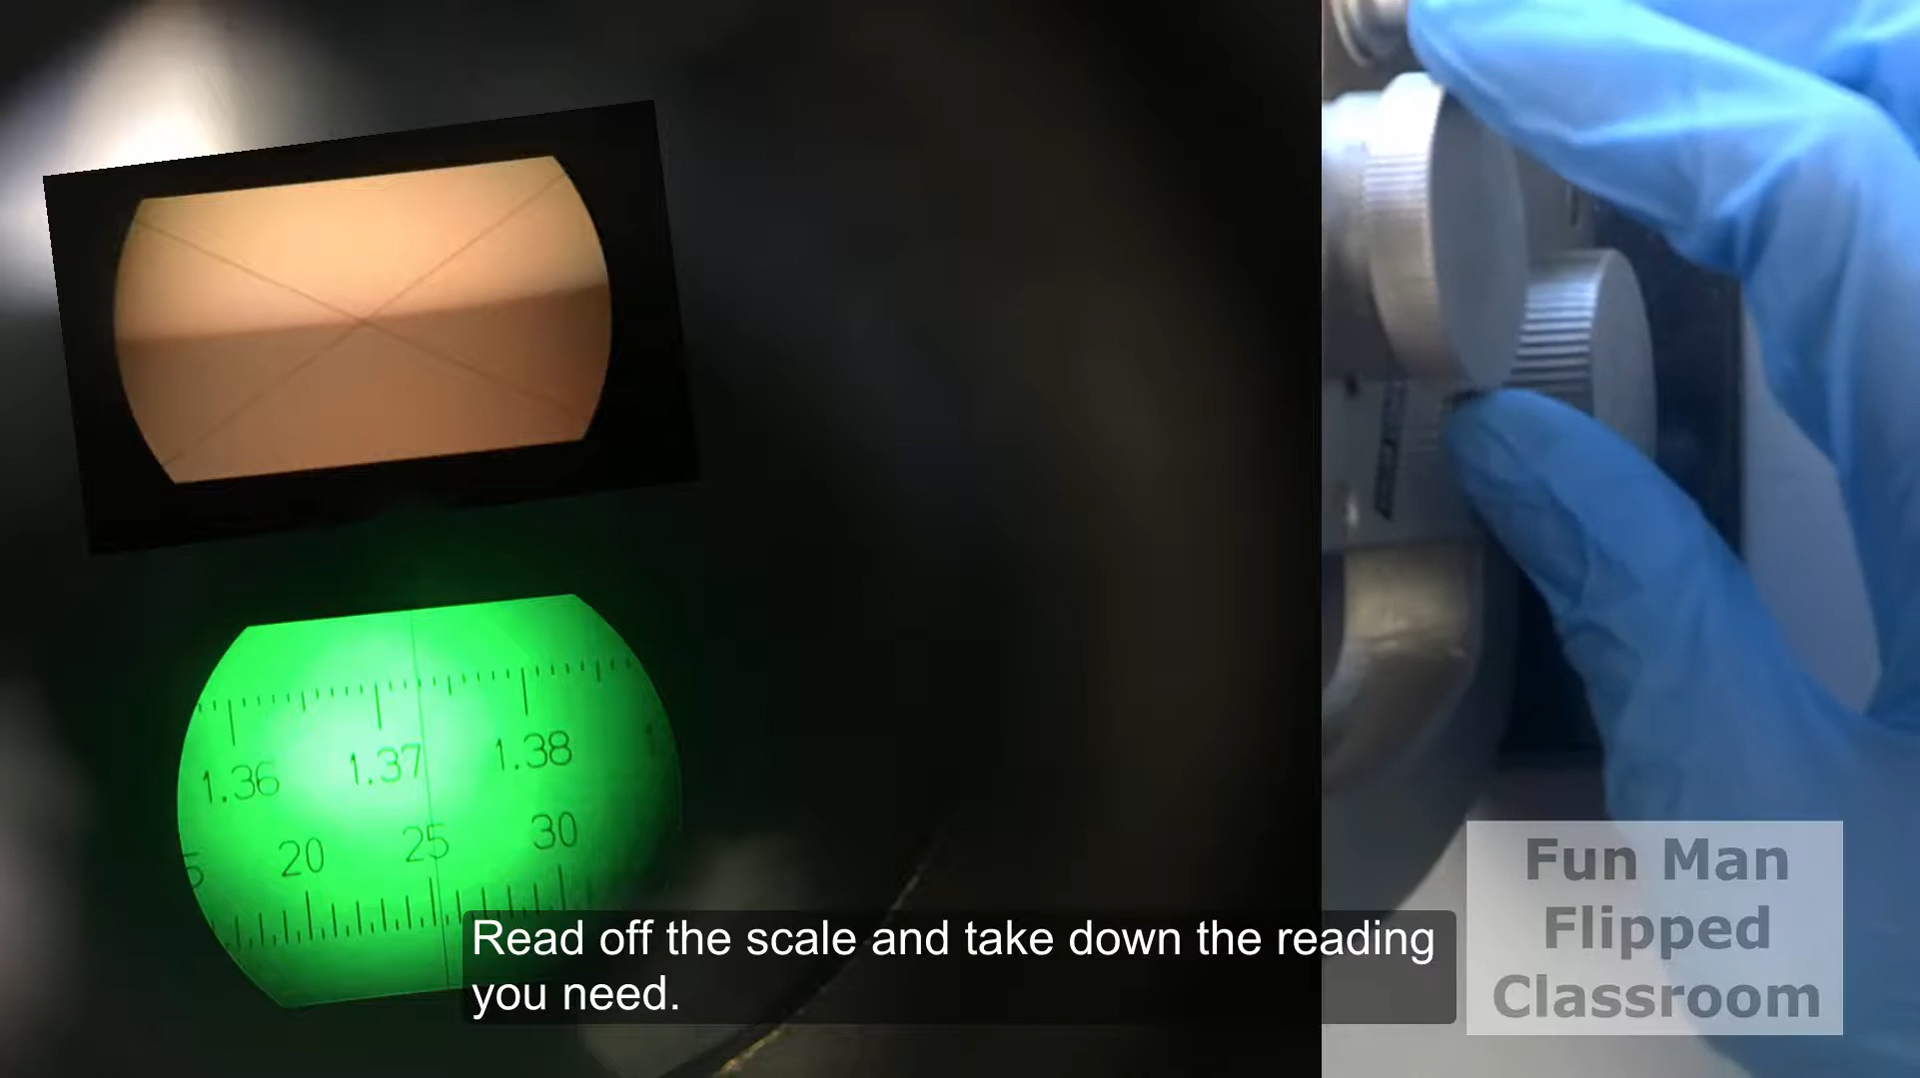 1.36 1.37 1.38
20 25 30
Read off the scale and take down the reading
you need.
Fun Man
Flipped
Classroom